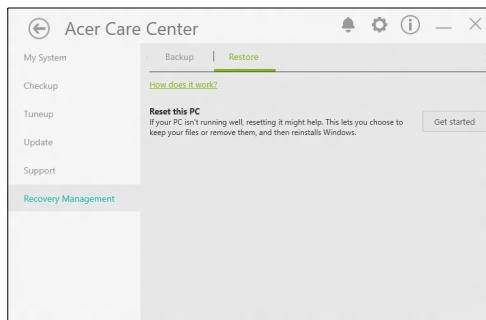 Acer Care Center
My System
Checkup
Tuneup
Update
Support
Recovery Management
Backup
Restore
How does it work?
Reset this PC
If your PC isn't running well, resetting it might help. This lets you choose to
keep your files or remove them, and then reinstalls Windows.
Get started